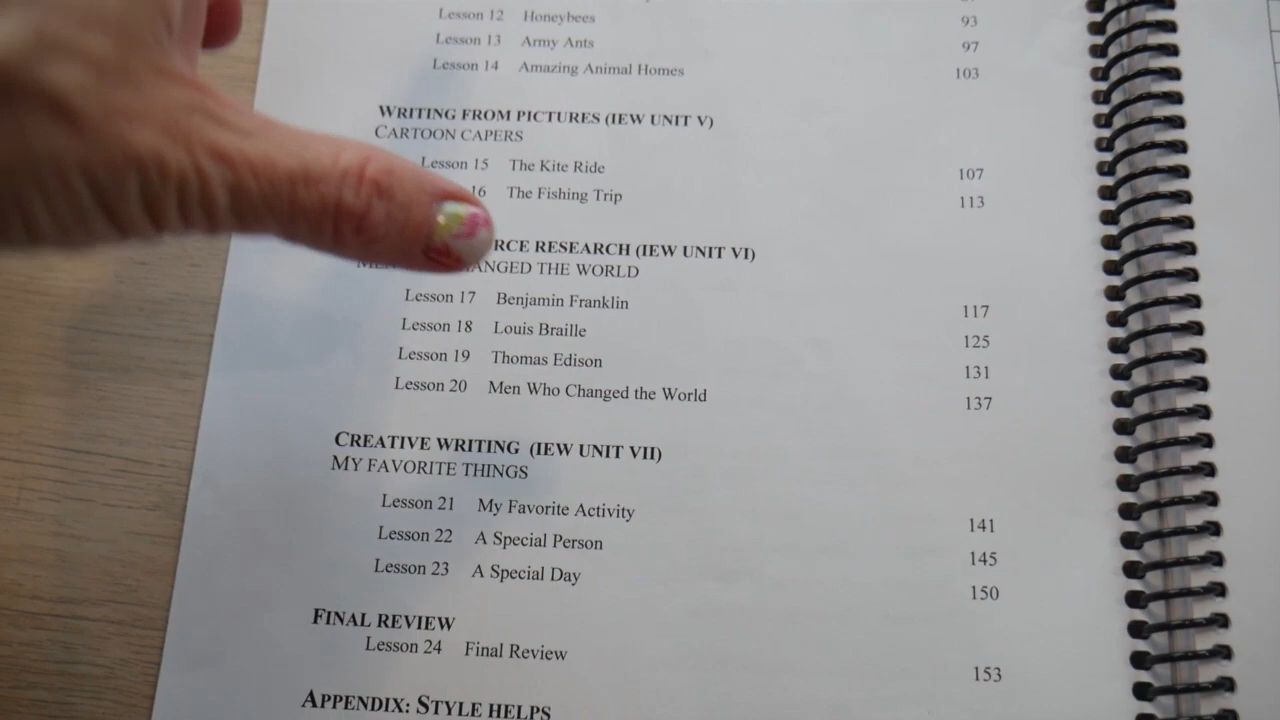 Lesson 12 Honeybees 93
Lesson 13 Army Ants 97
Lesson 14 Amazing Animal Homes 103
WRITING FROM PICTURES (IEW UNIT V)
CARTOON CAPERS
Lesson 15 The Kite Ride 107
16 The Fishing Trip 113
RESEARCH (IEW UNIT VI)
THE WORLD
Lesson 17 Benjamin Franklin 117
Lesson 18 Louis Braille 125
Lesson 19 Thomas Edison 131
Lesson 20 Men Who Changed the World 137
CREATIVE WRITING (IEW UNIT VII)
MY FAVORITE THINGS
Lesson 21 My Favorite Activity 141
Lesson 22 A Special Person 145
Lesson 23 A Special Day 150
FINAL REVIEW
Lesson 24 Final Review 153
APPENDIX: STYLE HELPS